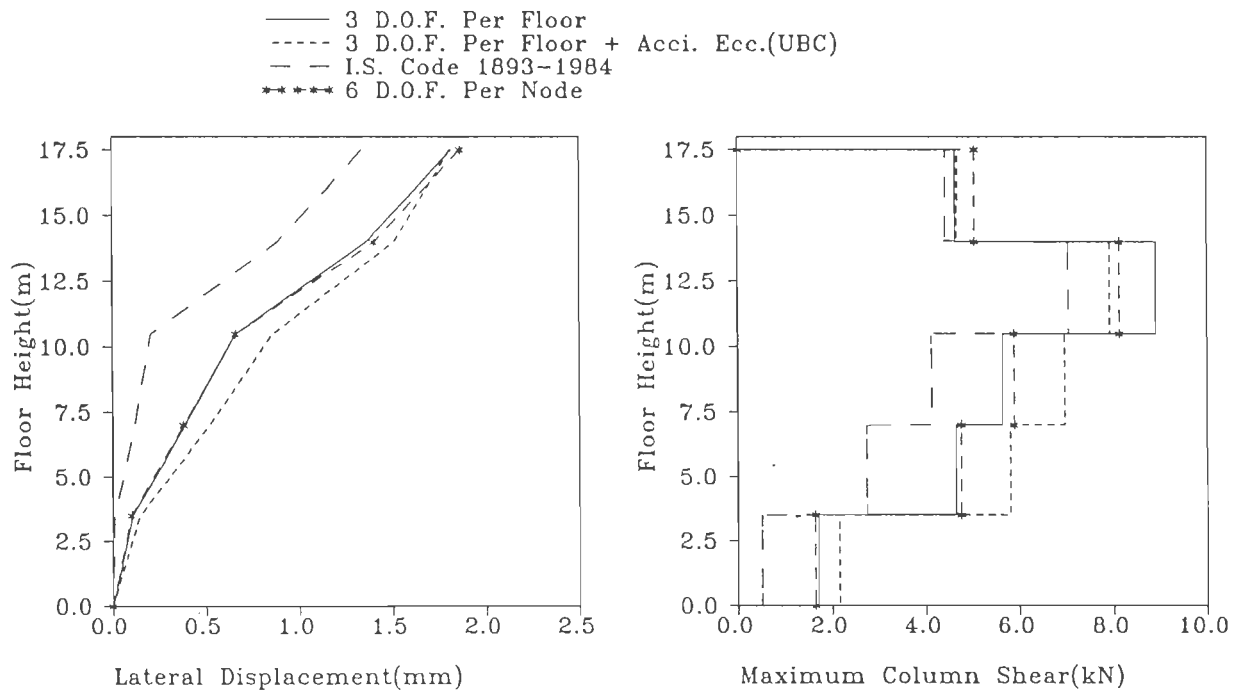 3 D.O.F. Per Floor
3 D.O.F. Per Floor + Acci. Ecc.(UBC)
I.S. Code 1893-1984
6 D.O.F. Per Node
17.5
15.0
12.5
10.0
7.5
5.0
2.5
0.0
Floor Height(m)
0.0 0.5 1.0 1.5 2.0 2.5
Lateral Displacement(mm)
17.5
15.0
12.5
10.0
7.5
5.0
2.5
0.0
Floor Height(m)
0.0 2.0 4.0 6.0 8.0 10.0
Maximum Column Shear(kN)